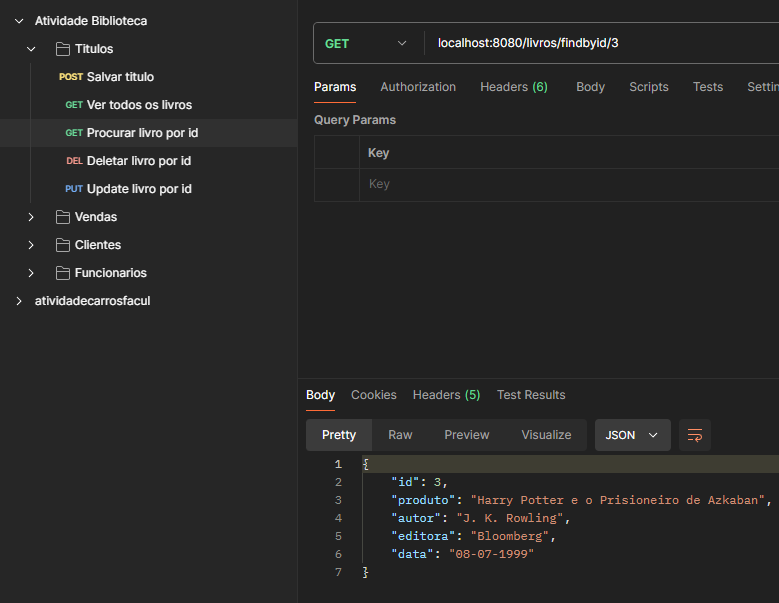 Atividade Biblioteca
Titulos
POST Salvar titulo
GET Ver todos os livros
GET Procurar livro por id
DEL Deletar livro por id
PUT Update livro por id
Vendas
Clientes
Funcionarios
atividadecarrosfacul
GET localhost:8080/livros/findbyid/3
Params Authorization Headers (6) Body Scripts Tests Settin
Query Params
Key
Key
Body Cookies Headers (5) Test Results
Pretty Raw Preview Visualize JSON
1 {
2 "id": 3,
3 "produto": "Harry Potter e o Prisioneiro de Azkaban",
4 "autor": "J. K. Rowling",
5 "editora": "Bloomberg",
6 "data": "08-07-1999"
7 }